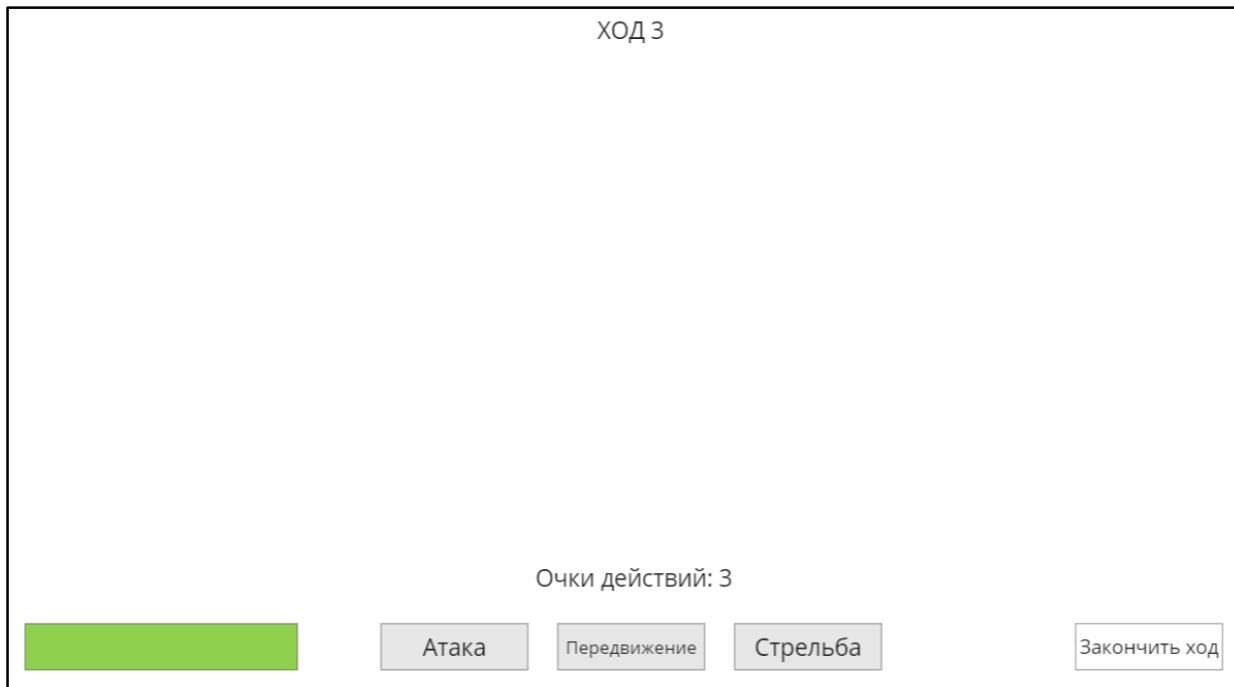 ХОД 3
Очки действий: 3
Атака
Передвижение
Стрельба
Закончить ход